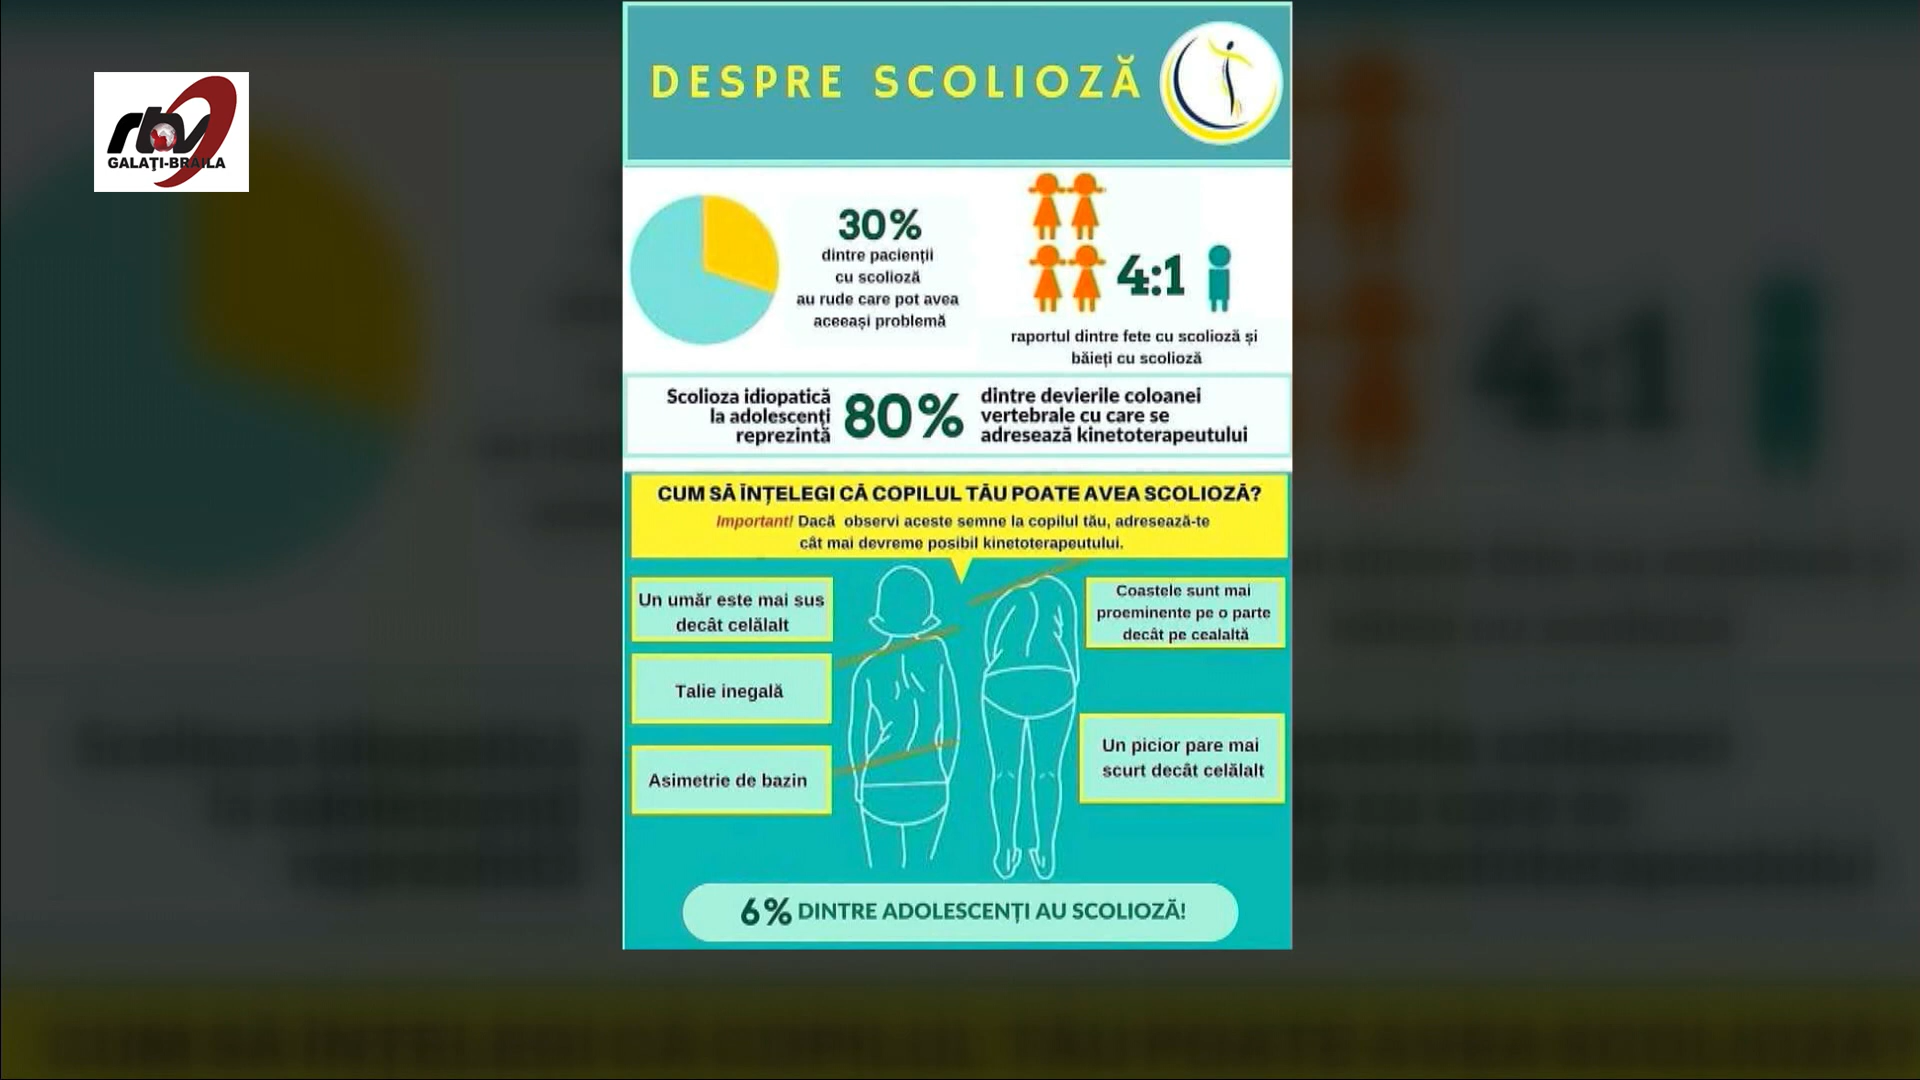 rtv
GALAŢI-BRAILA
DESPRE SCOLIOZĂ
30%
dintre pacienții
cu scolioză
au rude care pot avea
aceeași problemă
4:1
raportul dintre fete cu scolioză și
băieți cu scolioză
Scolioza idiopatică
la adolescenți
reprezintă
80%
dintre devierile coloanei
vertebrale cu care se
adresează kinetoterapeutului
CUM SĂ ÎNȚELEGI CĂ COPILUL TĂU POATE AVEA SCOLIOZĂ?
Important! Dacă observi aceste semne la copilul tău, adresează-te
cât mai devreme posibil kinetoterapeutului.
Un umăr este mai sus
decât celălalt
Talie inegală
Asimetrie de bazin
Coastele sunt mai
proeminente pe o parte
decât pe cealaltă
Un picior pare mai
scurt decât celălalt
6% DINTRE ADOLESCENȚI AU SCOLIOZĂ!